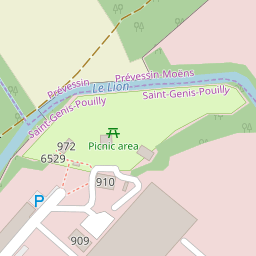 Prévessin
Prévessin Moëns
Le Lion
Saint-Genis-Pouilly
Saint-Genis-Pouilly
Picnic area
972
6529
910
P
909